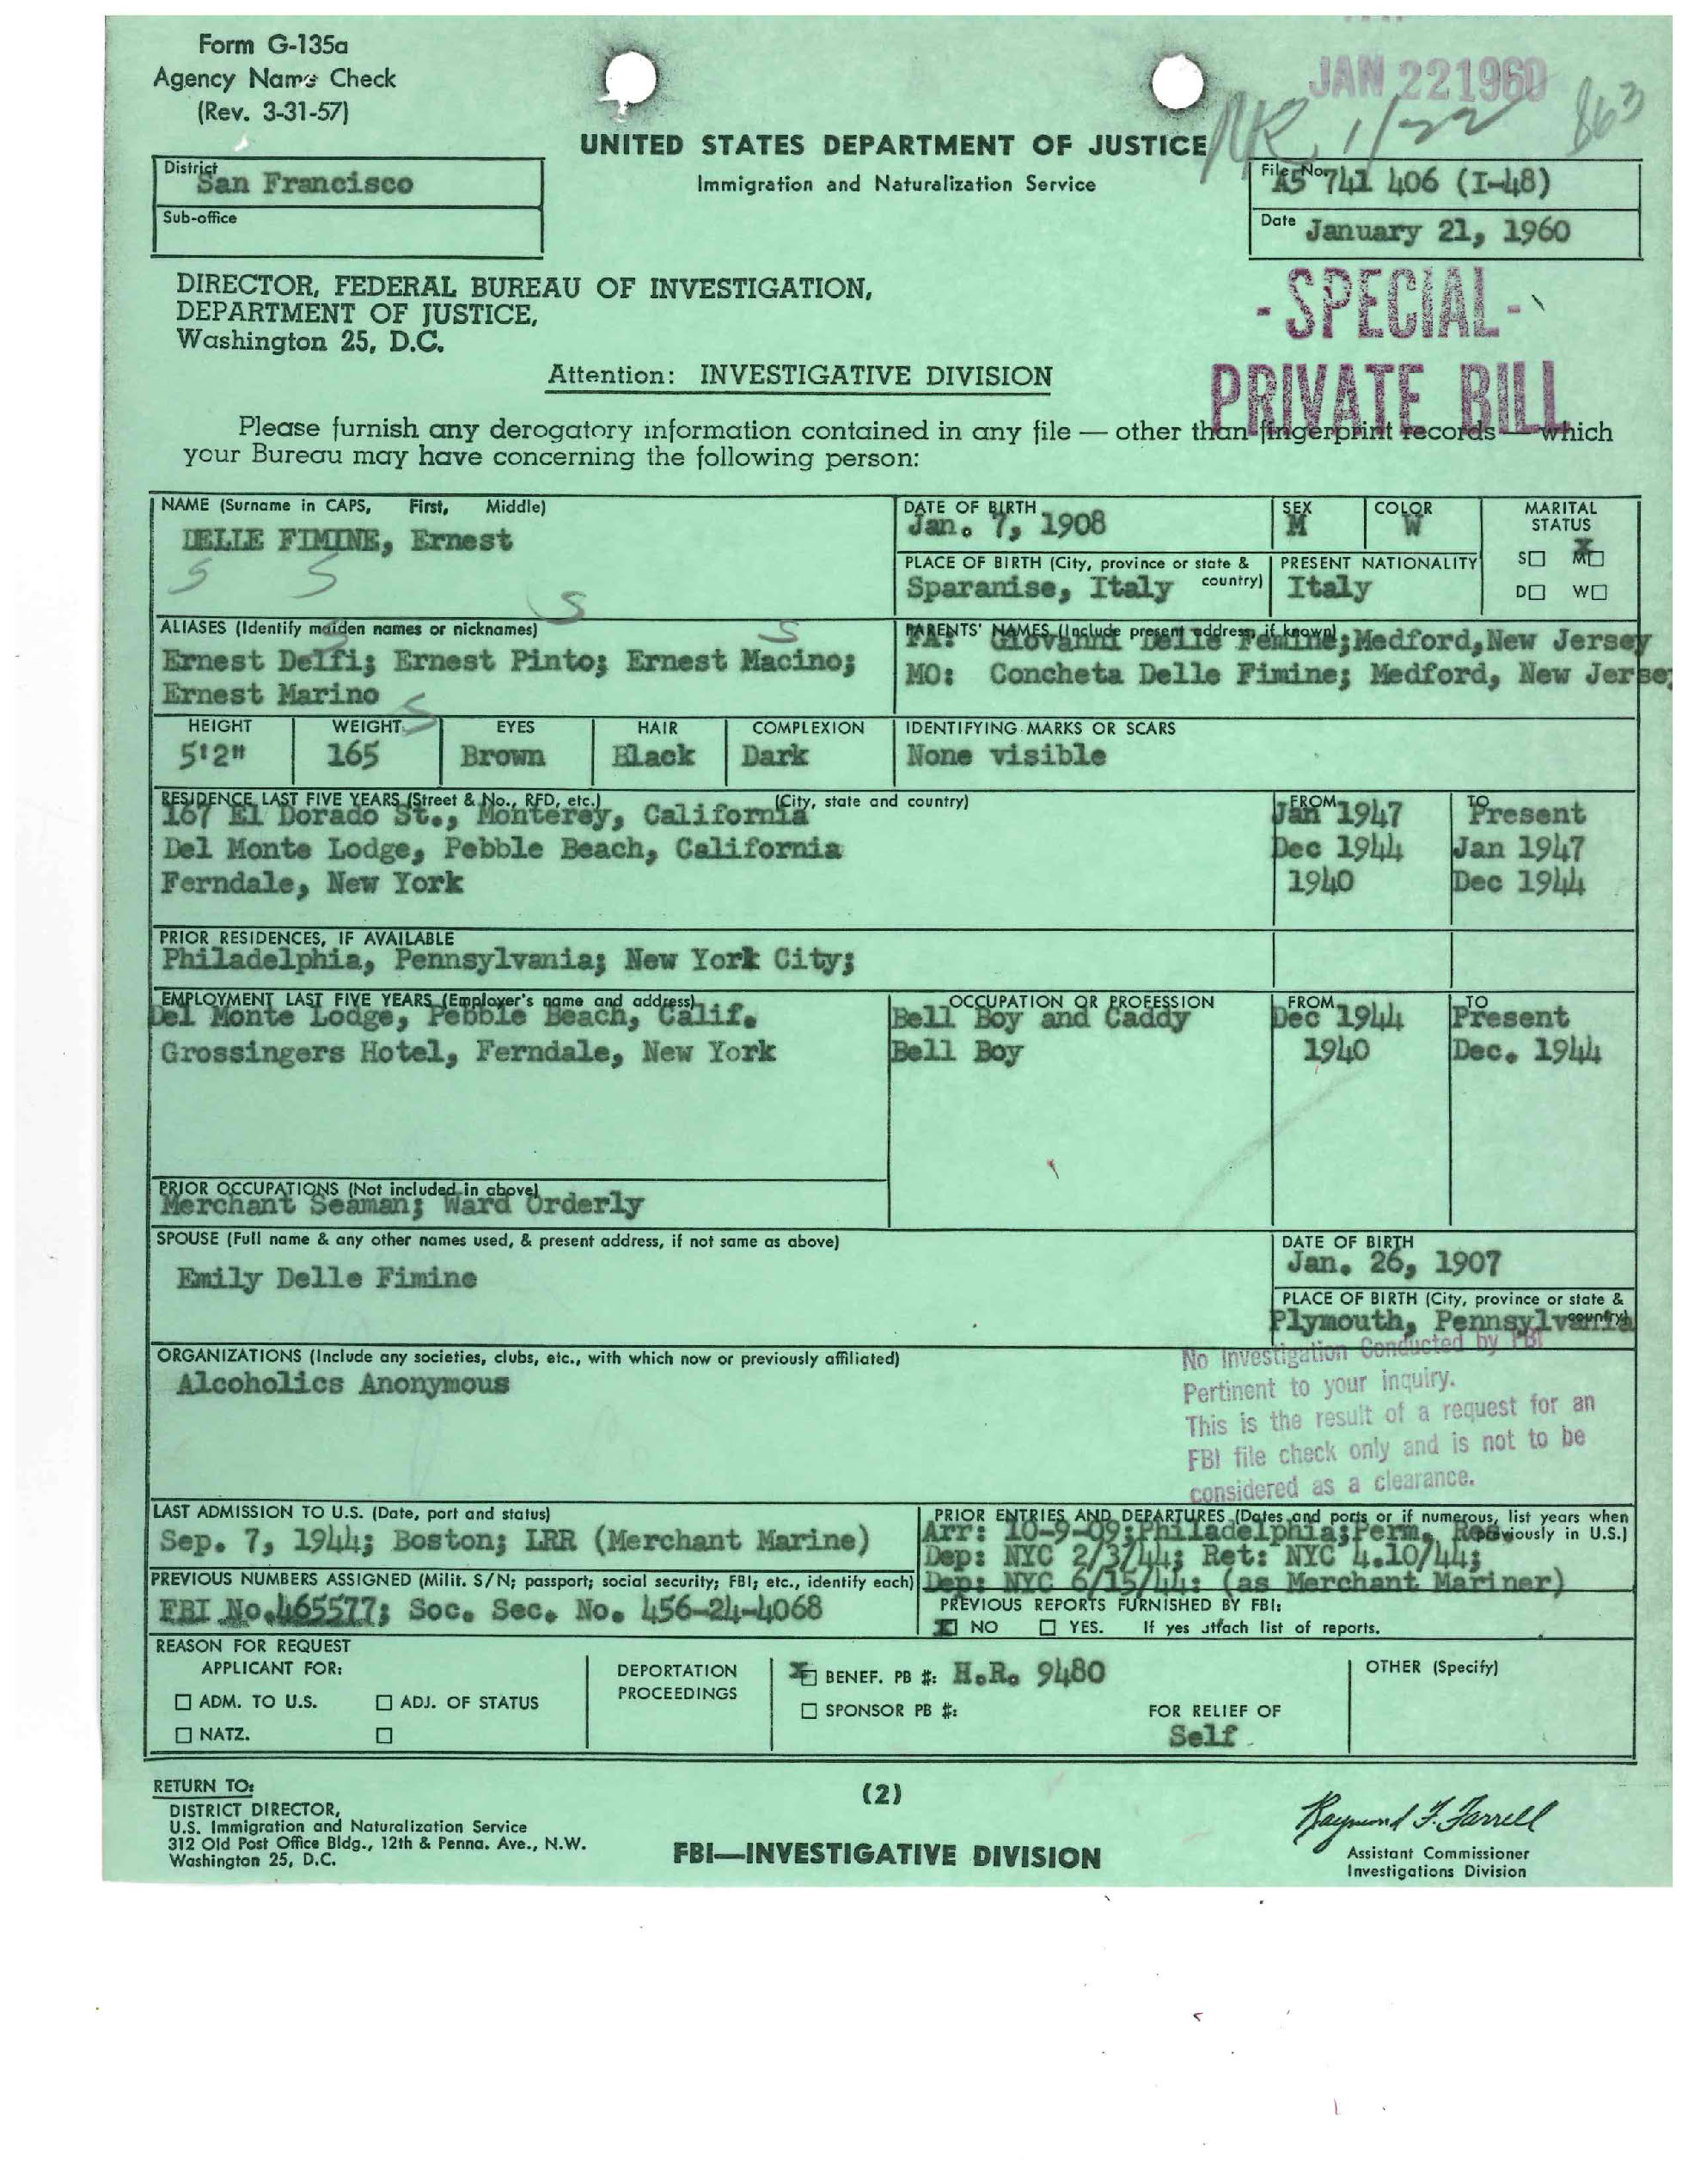 Form G-135a
Agency Name Check
(Rev. 3-31-57)
JAN 22 1960
NR 1/22 863
UNITED STATES DEPARTMENT OF JUSTICE
Immigration and Naturalization Service
District
San Francisco
Sub-office
File No.
A5 741 406 (I-48)
Date January 21, 1960
DIRECTOR, FEDERAL BUREAU OF INVESTIGATION,
DEPARTMENT OF JUSTICE,
Washington 25, D.C.
- SPECIAL -
PRIVATE BILL
Attention: INVESTIGATIVE DIVISION
Please furnish any derogatory information contained in any file — other than fingerprint records — which
your Bureau may have concerning the following person:
NAME (Surname in CAPS, First, Middle)
DELLE FIMINE, Ernest
S S S
DATE OF BIRTH
Jan. 7, 1908
SEX
M
COLOR
W
MARITAL
STATUS
S M
D W
X
PLACE OF BIRTH (City, province or state & country)
Sparanise, Italy
PRESENT NATIONALITY
Italy
ALIASES (Identify maiden names or nicknames)
S
Ernest Delfi; Ernest Pinto; Ernest Macino;
Ernest Marino
S
PARENTS' NAMES (Include present address, if known)
FA: Giovanni Delle Femine; Medford, New Jersey
MO: Concheta Delle Fimine; Medford, New Jersey
HEIGHT
5'2"
WEIGHT
165
EYES
Brown
HAIR
Black
COMPLEXION
Dark
IDENTIFYING MARKS OR SCARS
None visible
RESIDENCE LAST FIVE YEARS (Street & No., RFD, etc.) (City, state and country) FROM TO
167 El Dorado St., Monterey, California Jan 1947 Present
Del Monte Lodge, Pebble Beach, California Dec 1944 Jan 1947
Ferndale, New York 1940 Dec 1944
PRIOR RESIDENCES, IF AVAILABLE
Philadelphia, Pennsylvania; New York City;
EMPLOYMENT LAST FIVE YEARS (Employer's name and address) OCCUPATION OR PROFESSION FROM TO
Del Monte Lodge, Pebble Beach, Calif. Bell Boy and Caddy Dec 1944 Present
Grossingers Hotel, Ferndale, New York Bell Boy 1940 Dec. 1944
PRIOR OCCUPATIONS (Not included in above)
Merchant Seaman; Ward Orderly
SPOUSE (Full name & any other names used, & present address, if not same as above)
Emily Delle Fimine
DATE OF BIRTH
Jan. 26, 1907
PLACE OF BIRTH (City, province or state & country)
Plymouth, Pennsylvania
ORGANIZATIONS (Include any societies, clubs, etc., with which now or previously affiliated)
Alcoholics Anonymous
No Investigation Conducted by FBI
Pertinent to your inquiry.
This is the result of a request for an
FBI file check only and is not to be
considered as a clearance.
LAST ADMISSION TO U.S. (Date, port and status)
Sep. 7, 1944; Boston; LRR (Merchant Marine)
PRIOR ENTRIES AND DEPARTURES (Dates and ports or if numerous, list years when previously in U.S.)
Arr: 10-9-09; Philadelphia; Perm. Res
Dep: NYC 2/3/44; Ret: NYC 4.10/44;
Dep: NYC 6/15/44: (as Merchant Mariner)
PREVIOUS NUMBERS ASSIGNED (Milit. S/N; passport; social security; FBI; etc., identify each)
FBI No.465577; Soc. Sec. No. 456-24-4068
PREVIOUS REPORTS FURNISHED BY FBI:
X NO YES. If yes attach list of reports.
REASON FOR REQUEST
APPLICANT FOR:
ADM. TO U.S. ADJ. OF STATUS
NATZ.
DEPORTATION
PROCEEDINGS
X BENEF. PB #: H.R. 9480
SPONSOR PB #:
FOR RELIEF OF
Self
OTHER (Specify)
RETURN TO:
DISTRICT DIRECTOR,
U.S. Immigration and Naturalization Service
312 Old Post Office Bldg., 12th & Penna. Ave., N.W.
Washington 25, D.C.
(2)
FBI—INVESTIGATIVE DIVISION
Raymond F. Farrell
Assistant Commissioner
Investigations Division